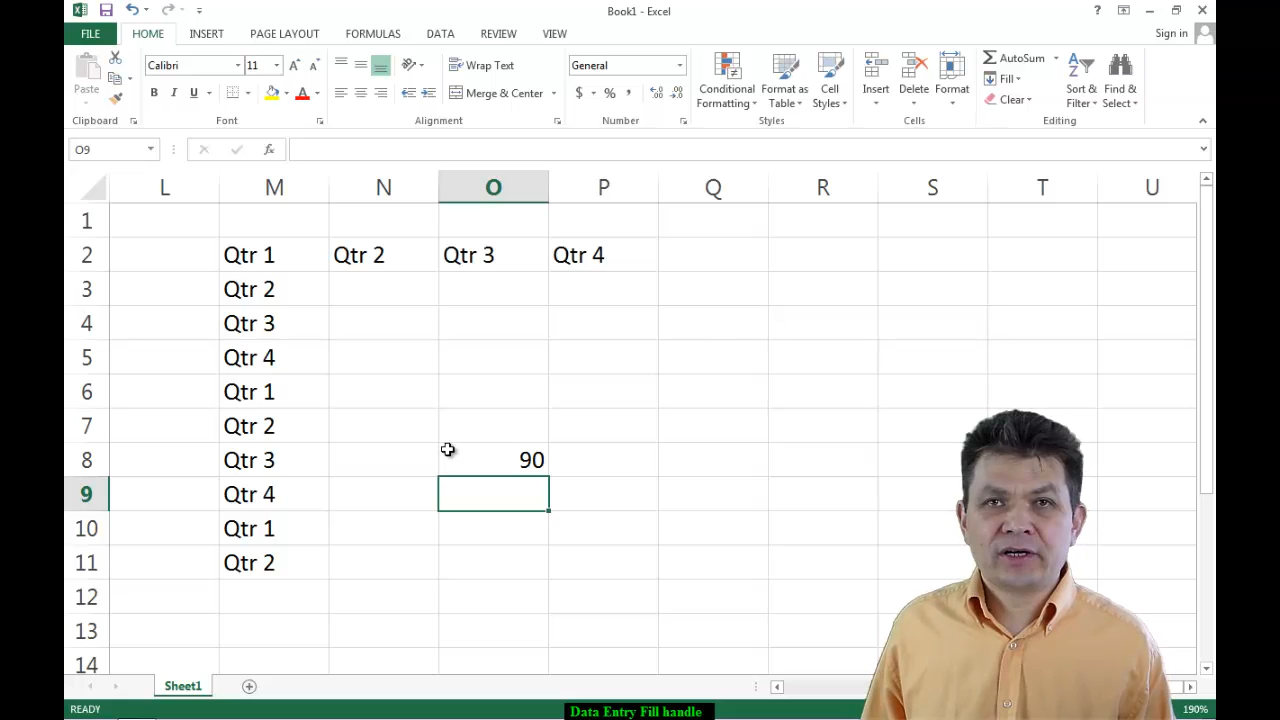 Book1 - Excel
Sign in
FILE HOME INSERT PAGE LAYOUT FORMULAS DATA REVIEW VIEW
Paste
Calibri 11
B I U
Wrap Text
Merge & Center
General
$ % ,
Conditional Formatting
Format as Table
Cell Styles
Insert
Delete
Format
AutoSum
Fill
Clear
Sort & Filter
Find & Select
Clipboard Font Alignment Number Styles Cells Editing
O9 fx
L M N O P Q R S T U
1
2 Qtr 1 Qtr 2 Qtr 3 Qtr 4
3 Qtr 2
4 Qtr 3
5 Qtr 4
6 Qtr 1
7 Qtr 2
8 Qtr 3 90
9 Qtr 4
10 Qtr 1
11 Qtr 2
12
13
14
Sheet1
READY
Data Entry Fill handle
190%